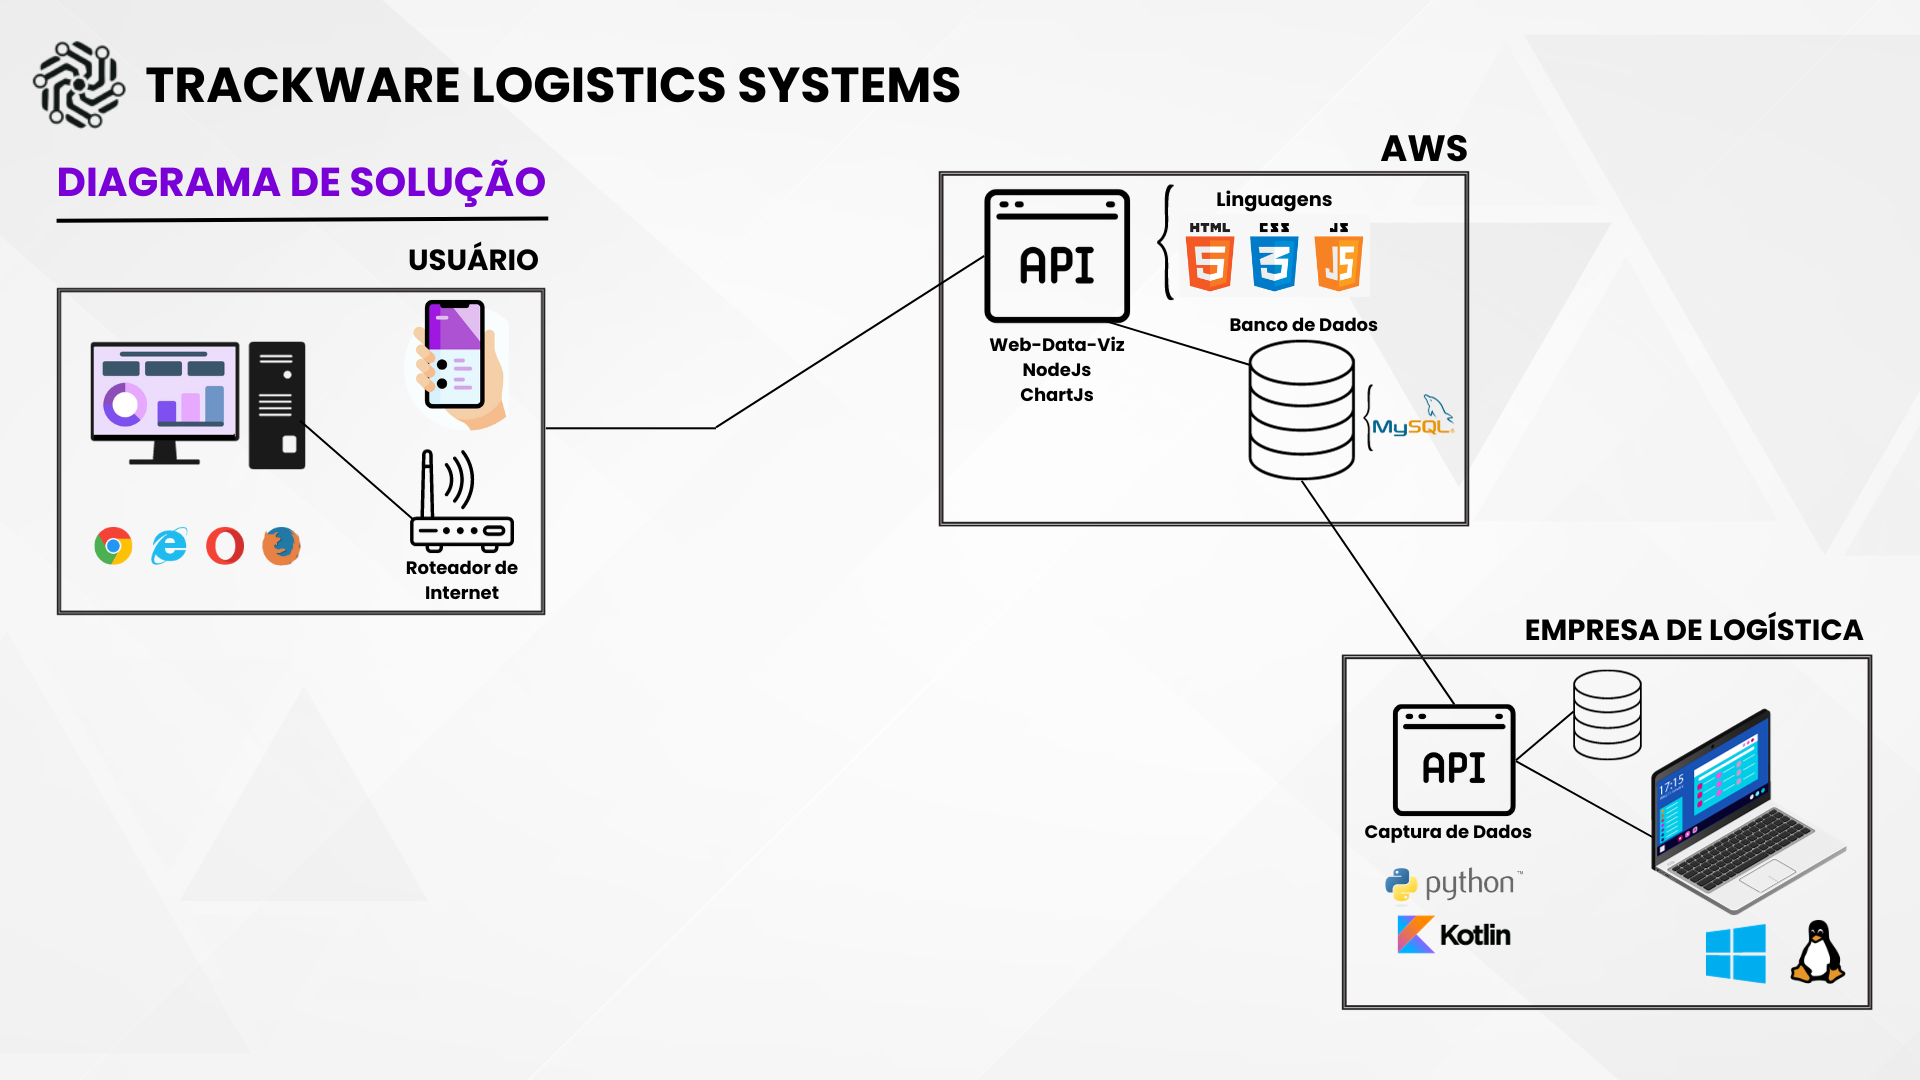 TRACKWARE LOGISTICS SYSTEMS
DIAGRAMA DE SOLUÇÃO
USUÁRIO
Roteador de
Internet
AWS
API
Web-Data-Viz
NodeJs
ChartJs
Linguagens
HTML CSS JS
5 3 JS
Banco de Dados
MySQL®
EMPRESA DE LOGÍSTICA
API
Captura de Dados
python™
Kotlin
17:15